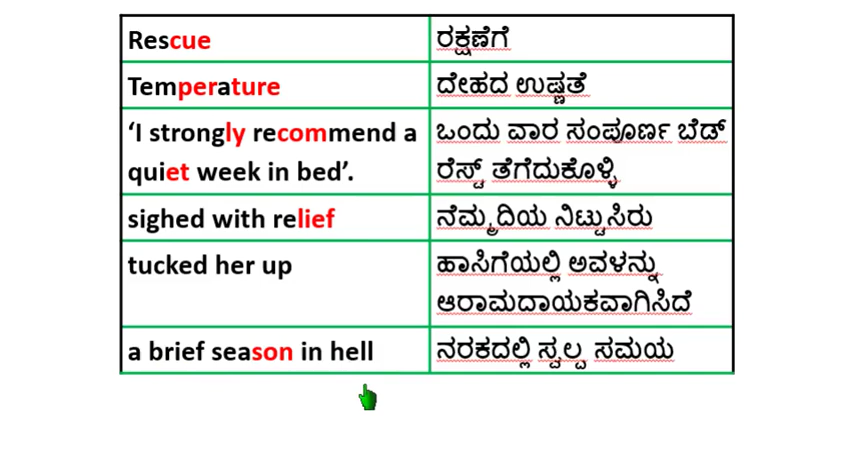 Rescue ರಕ್ಷಣೆಗೆ
Temperature ದೇಹದ ಉಷ್ಣತೆ
‘I strongly recommend a ಒಂದು ವಾರ ಸಂಪೂರ್ಣ ಬೆಡ್
quiet week in bed’. ರೆಸ್ಟ್ ತೆಗೆದುಕೊಳ್ಳಿ
sighed with relief ನೆಮ್ಮದಿಯ ನಿಟ್ಟುಸಿರು
tucked her up ಹಾಸಿಗೆಯಲ್ಲಿ ಅವಳನ್ನು
ಆರಾಮದಾಯಕವಾಗಿಸಿದೆ
a brief season in hell ನರಕದಲ್ಲಿ ಸ್ವಲ್ಪ ಸಮಯ